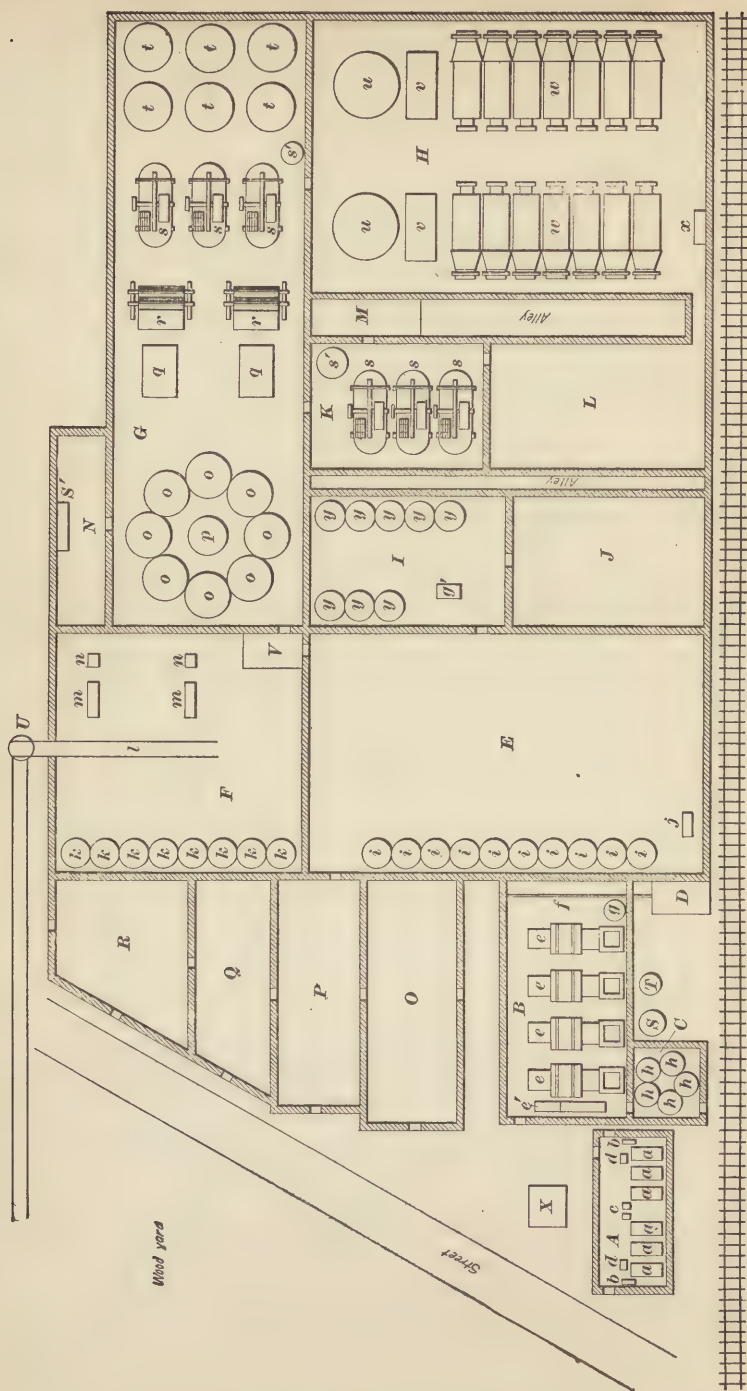 U
Wood yard
Street
R
Q
P
O
k
k
k
k
k
k
k
k
F
l
m
n
m
n
V
N
S'
G
o
o
o
o
o
o
o
o
p
q
r
q
r
s
s
s
s'
t
t
t
t
t
t
E
i
i
i
i
i
i
i
i
i
i
j
I
y
y
y
y
y
y
y
y
g'
J
Alley
K
s'
s
s
s
L
M
Alley
H
u
v
w
u
v
w
x
X
B
e'
e
e
e
e
f
g
D
C
h
h
h
h
h
S
T
A
b
d
c
d
b
a
a
a
a
a
a